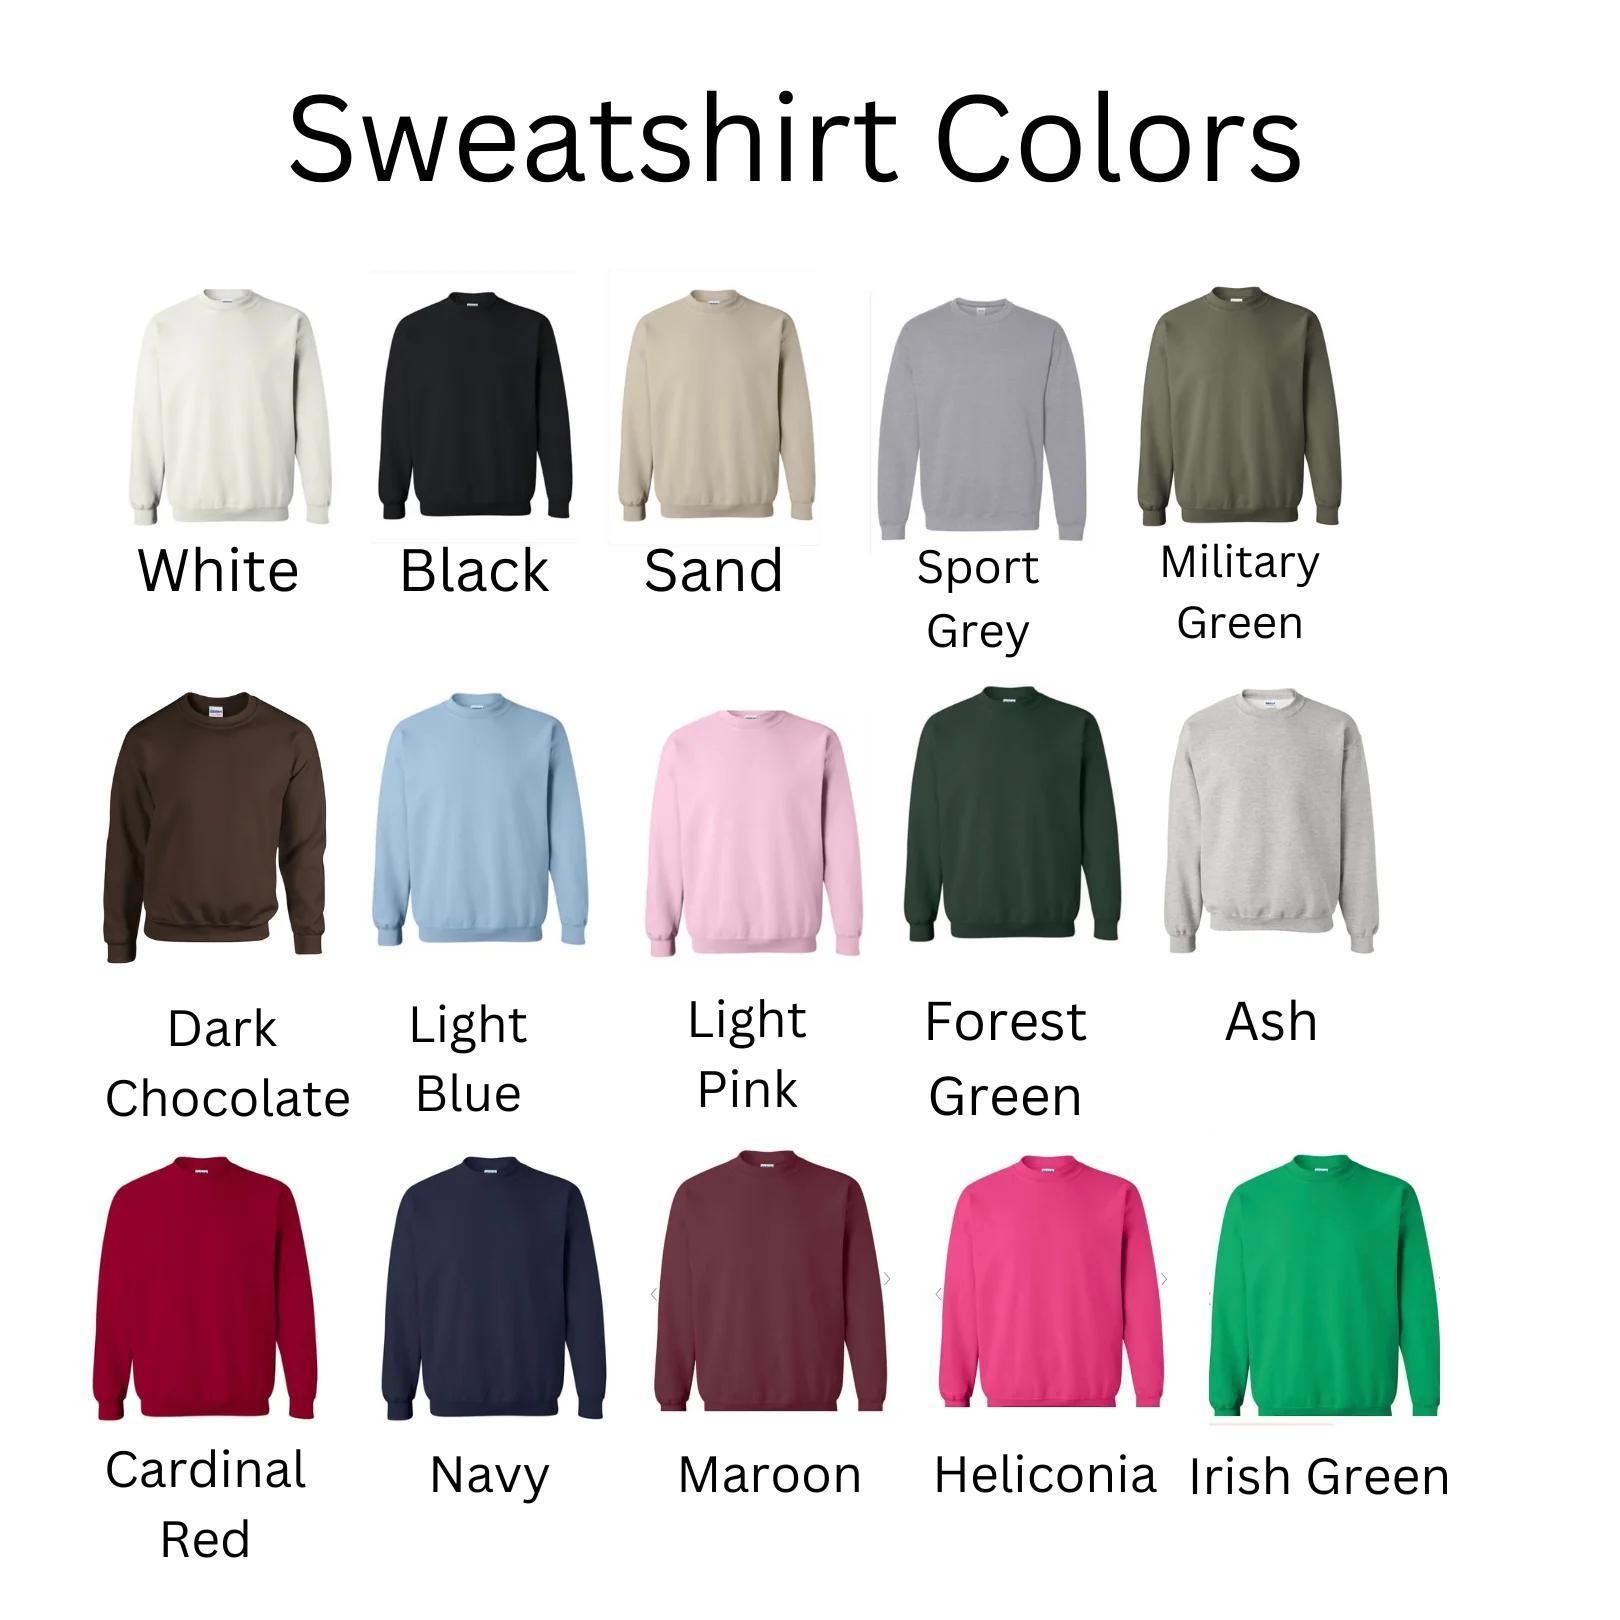 Sweatshirt Colors
White
Black
Sand
Sport
Grey
Military
Green
Dark
Chocolate
Light
Blue
Light
Pink
Forest
Green
Ash
Cardinal
Red
Navy
Maroon
Heliconia
Irish Green